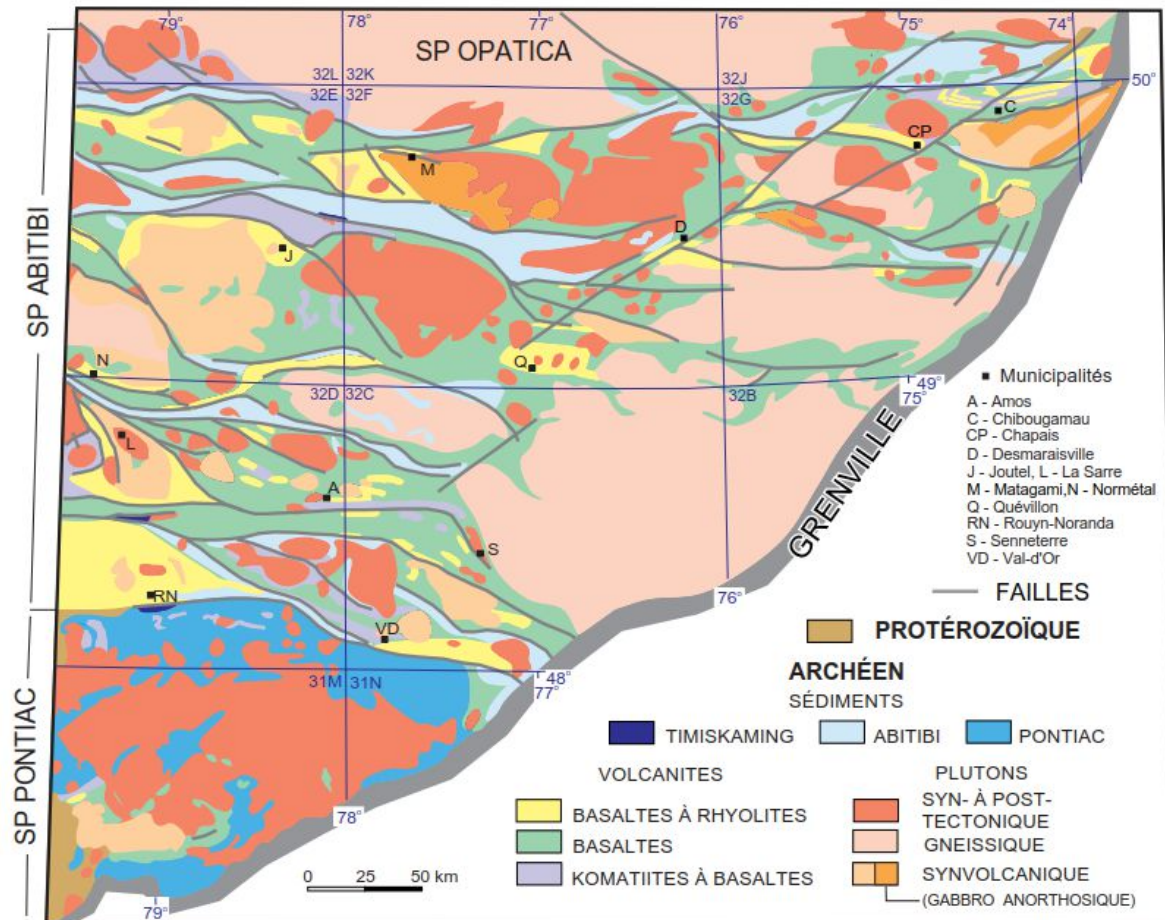 79°
78°
77°
76°
75°
74°
SP OPATICA
32L 32K
32E 32F
32J
32G
50°
C
CP
M
SP ABITIBI
D
J
N
Q
32D 32C
32B
49°
75°
Municipalités
A - Amos
C - Chibougamau
CP - Chapais
D - Desmaraisville
J - Joutel, L - La Sarre
M - Matagami,N - Normétal
Q - Quévillon
RN - Rouyn-Noranda
S - Senneterre
VD - Val-d'Or
L
A
GRENVILLE
S
76°
RN
VD
FAILLES
PROTÉROZOÏQUE
ARCHÉEN
SÉDIMENTS
31M 31N
48°
77°
SP PONTIAC
TIMISKAMING
ABITIBI
PONTIAC
VOLCANITES
PLUTONS
BASALTES À RHYOLITES
SYN- À POST-
TECTONIQUE
BASALTES
GNEISSIQUE
KOMATIITES À BASALTES
SYNVOLCANIQUE
(GABBRO ANORTHOSIQUE)
78°
0 25 50 km
79°